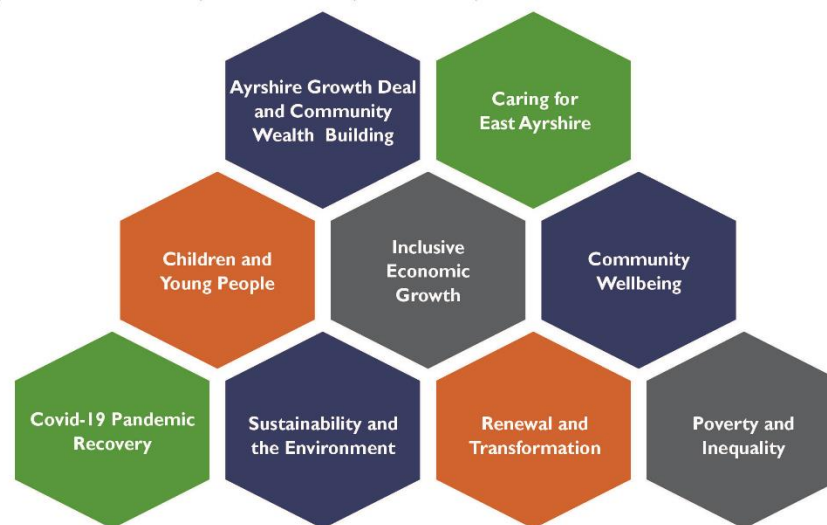 Ayrshire Growth Deal
and Community
Wealth Building
Caring for
East Ayrshire
Children and
Young People
Inclusive
Economic
Growth
Community
Wellbeing
Covid-19 Pandemic
Recovery
Sustainability and
the Environment
Renewal and
Transformation
Poverty and
Inequality